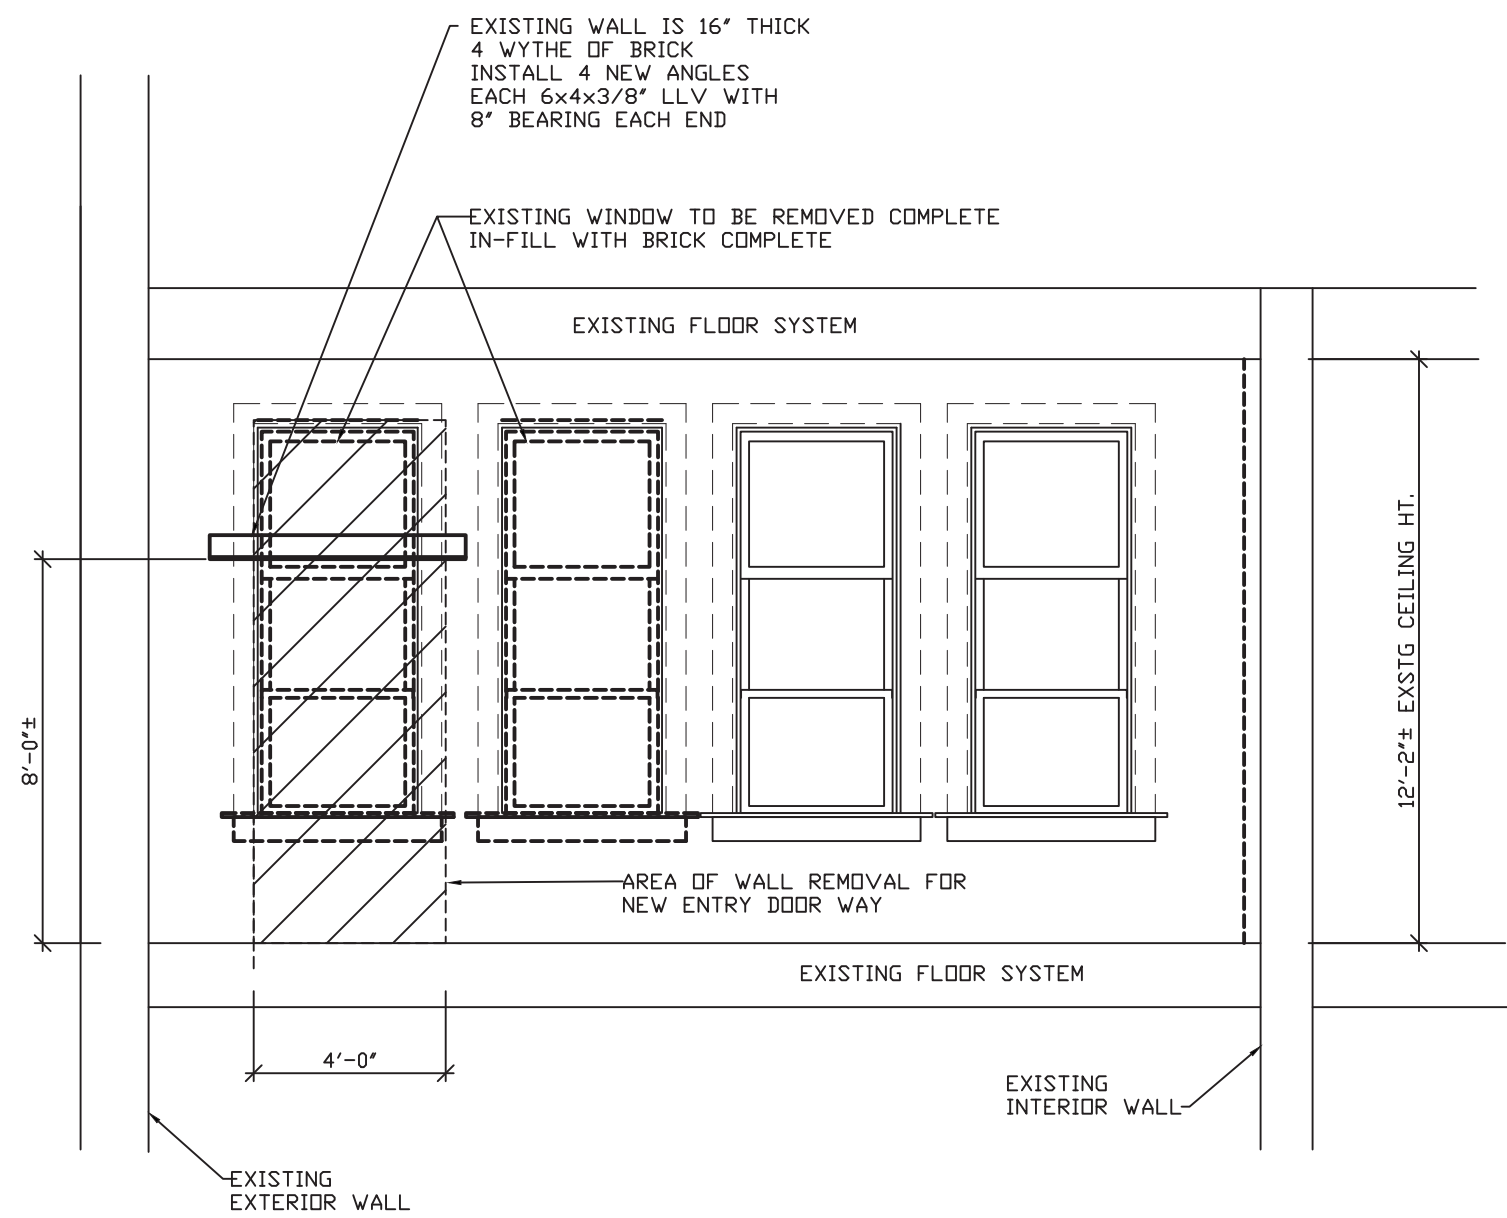 EXISTING WALL IS 16" THICK
4 WYTHE OF BRICK
INSTALL 4 NEW ANGLES
EACH 6x4x3/8" LLV WITH
8" BEARING EACH END
EXISTING WINDOW TO BE REMOVED COMPLETE
IN-FILL WITH BRICK COMPLETE
EXISTING FLOOR SYSTEM
12'-2"± EXSTG CEILING HT.
8'-0"±
AREA OF WALL REMOVAL FOR
NEW ENTRY DOOR WAY
EXISTING FLOOR SYSTEM
4'-0"
EXISTING
INTERIOR WALL
EXISTING
EXTERIOR WALL